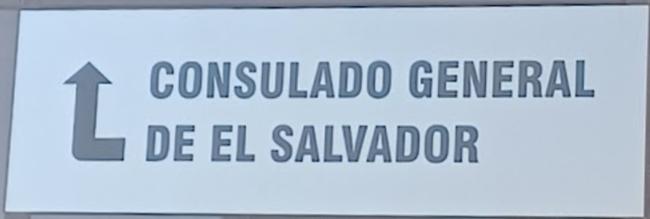 CONSULADO GENERAL
DE EL SALVADOR